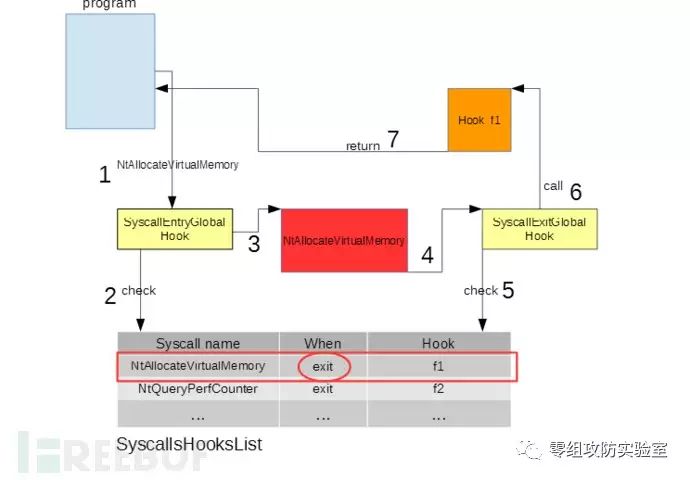 program
Hook f1
return 7
1 NtAllocateVirtualMemory
call 6
SyscallEntryGlobal
Hook
3
NtAllocateVirtualMemory
4
SyscallExitGlobal
Hook
2 check
check 5
Syscall name When Hook
NtAllocateVirtualMemory exit f1
NtQueryPerfCounter exit f2
... ... ...
SyscallsHooksList
FREEBUF
零组攻防实验室